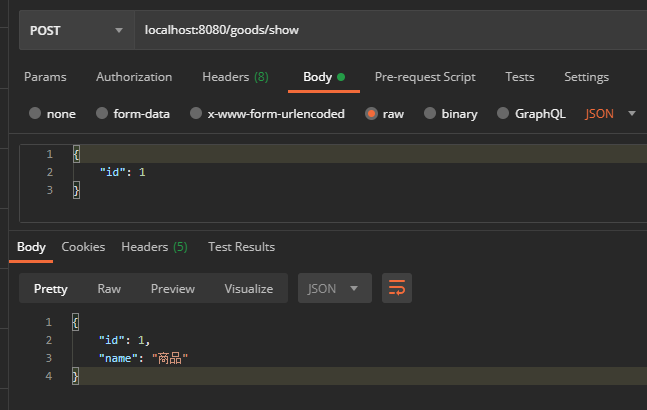 POST localhost:8080/goods/show
Params Authorization Headers (8) Body Pre-request Script Tests Settings
none form-data x-www-form-urlencoded raw binary GraphQL JSON
1 {
2 "id": 1
3 }
Body Cookies Headers (5) Test Results
Pretty Raw Preview Visualize JSON
1 {
2 "id": 1,
3 "name": "商品"
4 }